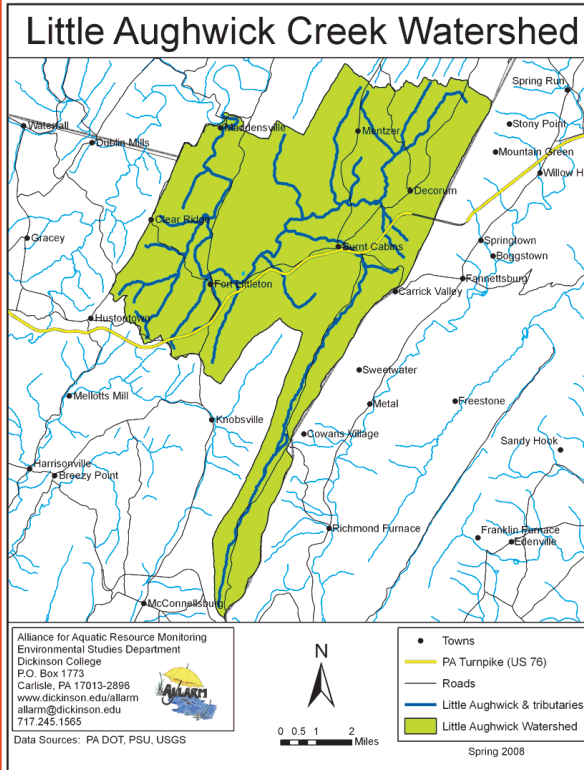 Little Aughwick Creek Watershed
Spring Run
Waterfall
Maddensville
Mentzer
Stony Point
Dublin Mills
Mountain Green
Willow H
Decorum
Clear Ridge
Gracey
Burnt Cabins
Springtown
Boggstown
Fannettsburg
Fort Littleton
Carrick Valley
Hustontown
Sweetwater
Mellotts Mill
Metal
Freestone
Knobsville
Cowans Village
Sandy Hook
Harrisonville
Breezy Point
Richmond Furnace
Franklin Furnace
Edenville
McConnellsburg
Alliance for Aquatic Resource Monitoring
Environmental Studies Department
Dickinson College
P.O. Box 1773
Carlisle, PA 17013-2896
www.dickinson.edu/allarm
allarm@dickinson.edu
717.245.1565
ALLARM
Data Sources: PA DOT, PSU, USGS
N
0 0.5 1 2
Miles
Towns
PA Turnpike (US 76)
Roads
Little Aughwick & tributaries
Little Aughwick Watershed
Spring 2008